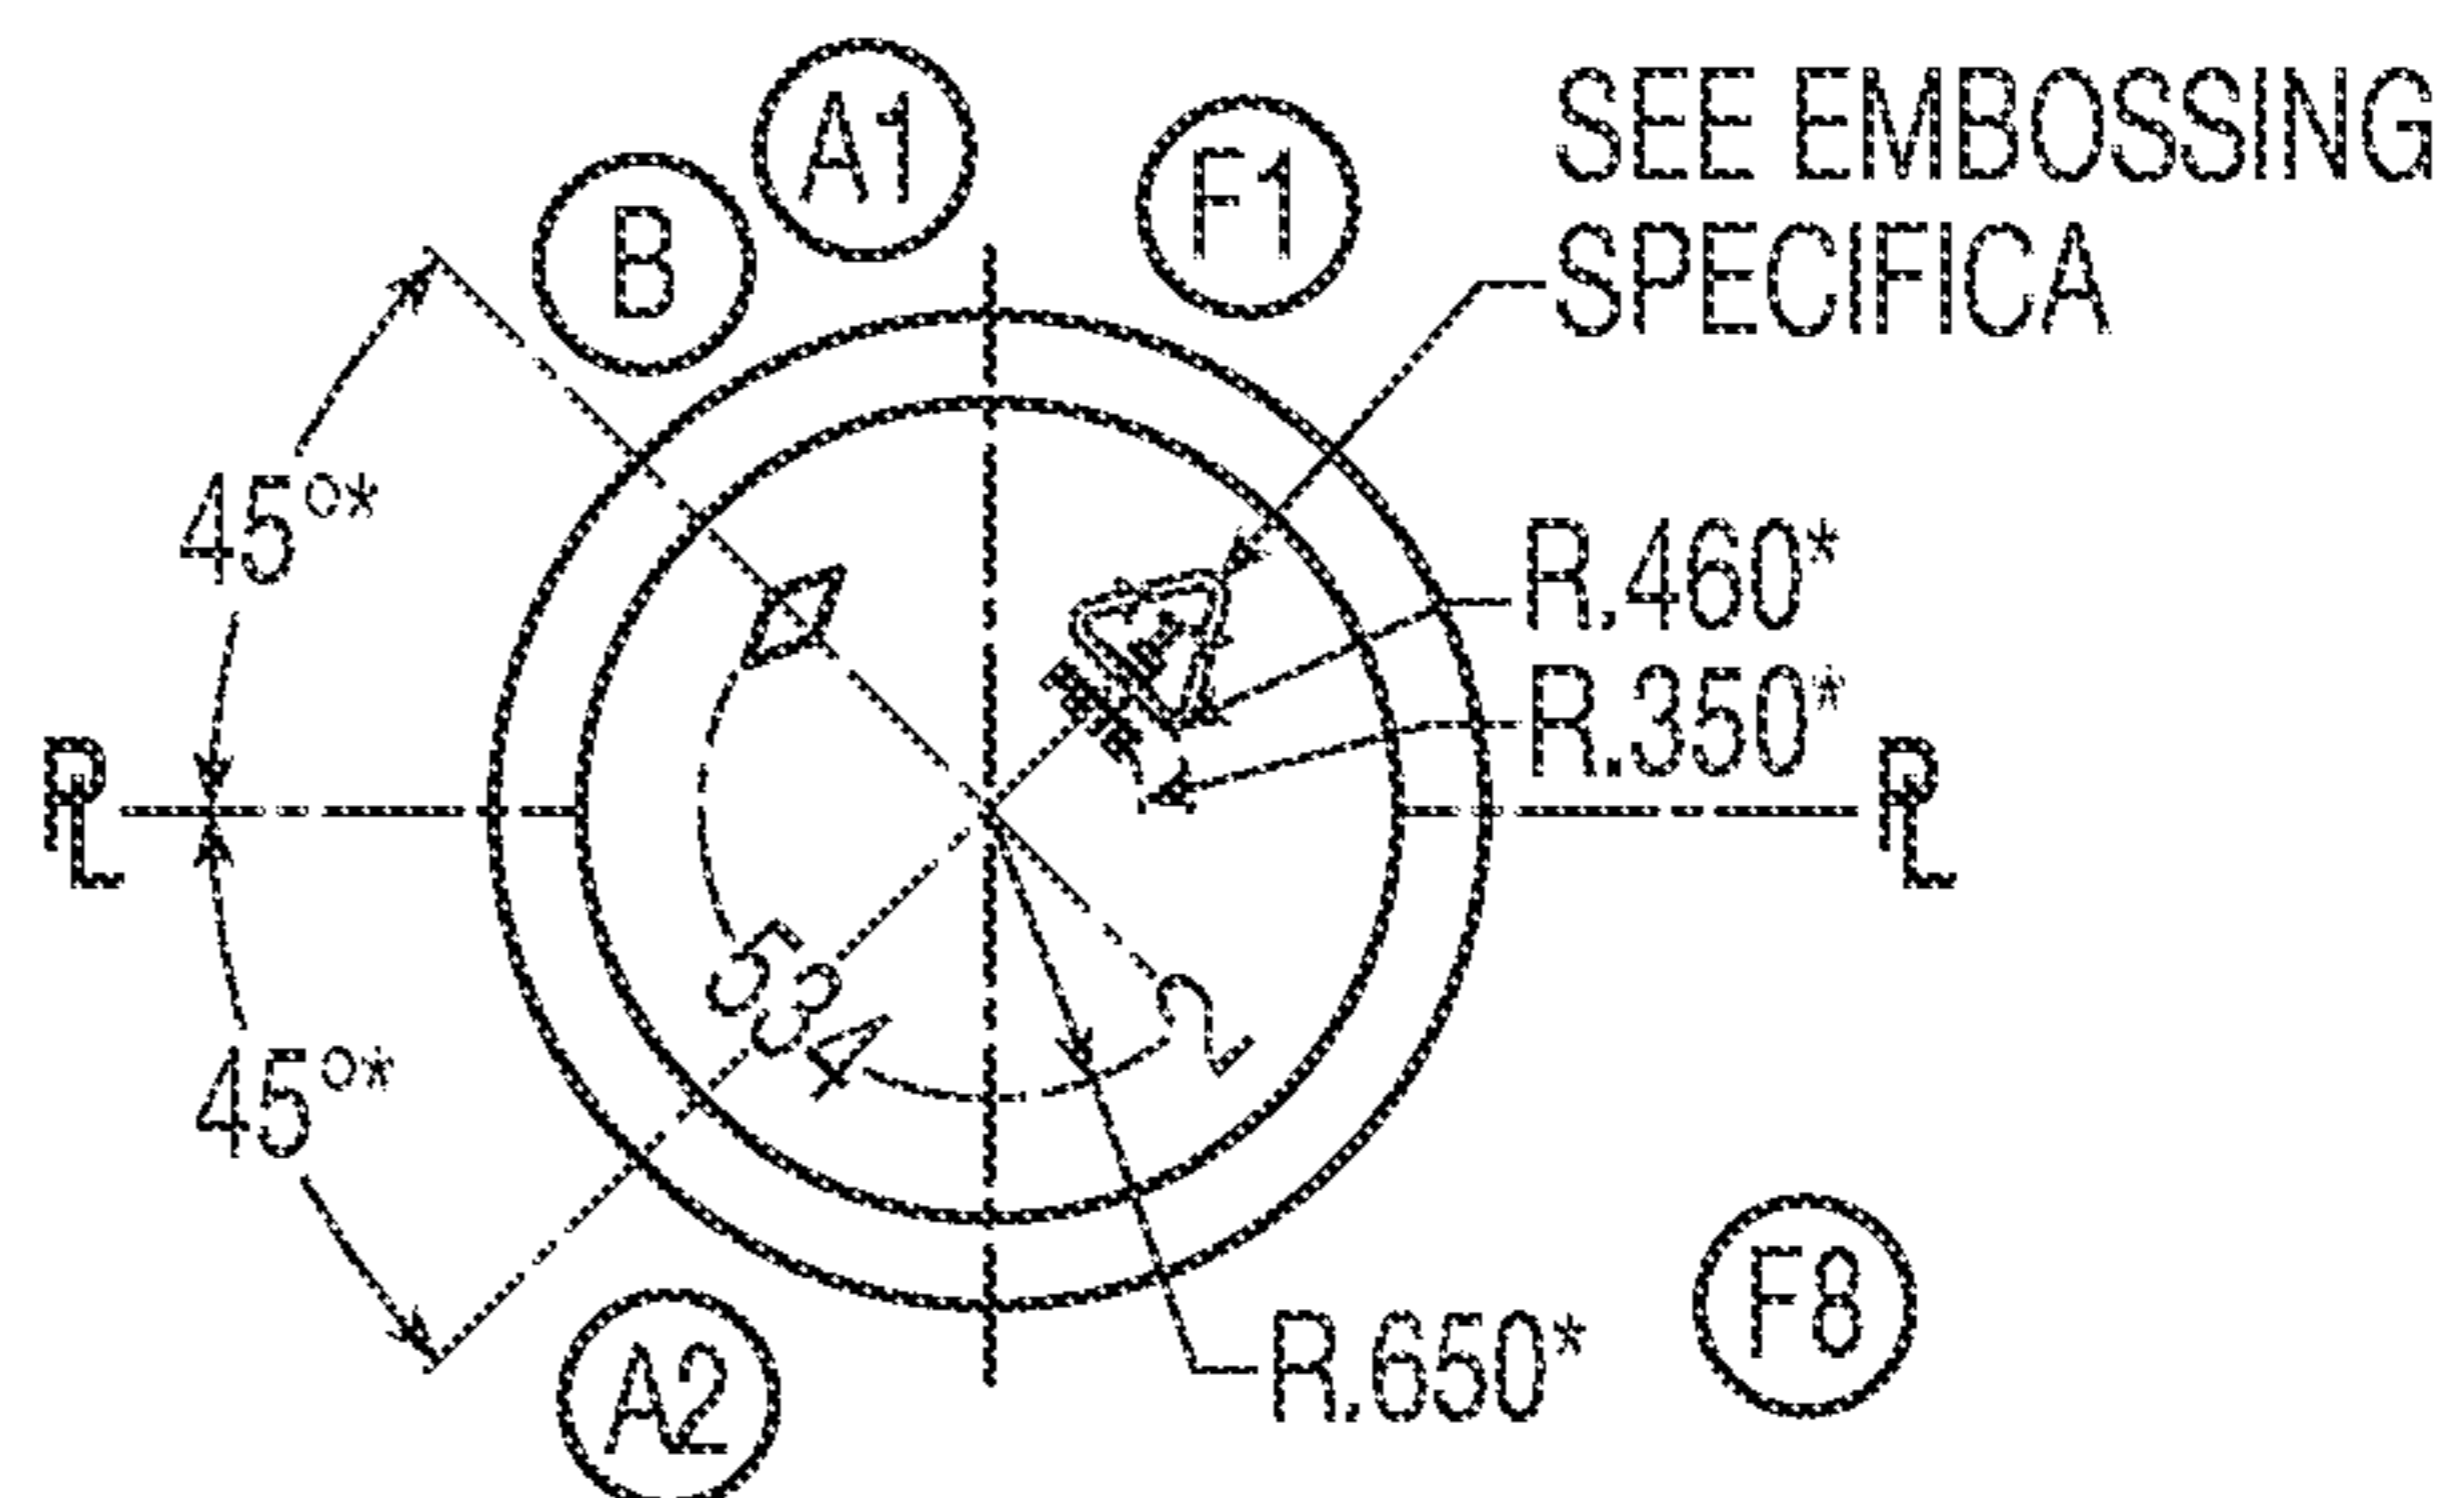 A1
F1
B
SEE EMBOSSING
SPECIFICA
45°*
R.460*
R.350*
PL
PL
534
2
45°*
F8
R.650*
A2